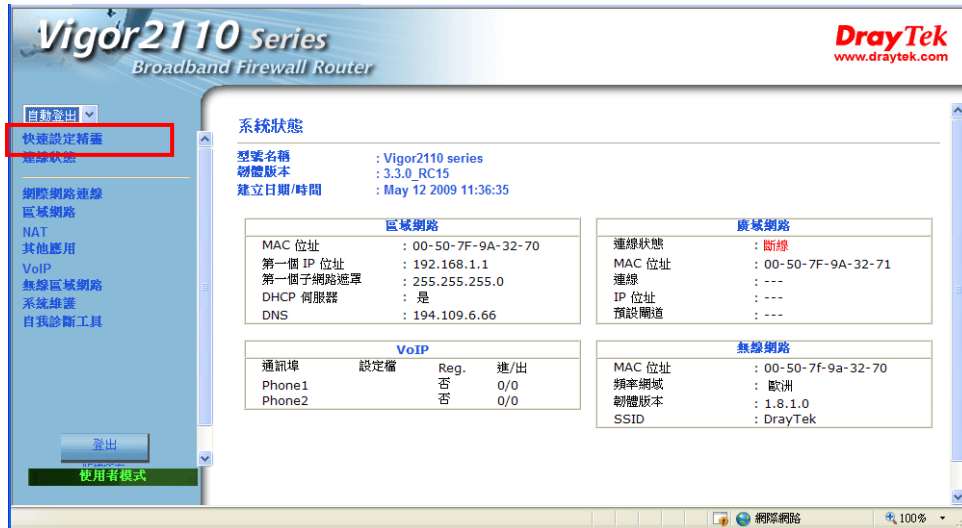 Vigor2110 Series
Broadband Firewall Router
DrayTek
www.draytek.com
自動登出
快速設定精靈
連線狀態
網際網路連線
區域網路
NAT
其他應用
VoIP
無線區域網路
系統維護
自我診斷工具
登出
使用者模式
系統狀態
型號名稱 : Vigor2110 series
韌體版本 : 3.3.0_RC15
建立日期/時間 : May 12 2009 11:36:35
區域網路
MAC 位址 : 00-50-7F-9A-32-70
第一個 IP 位址 : 192.168.1.1
第一個子網路遮罩 : 255.255.255.0
DHCP 伺服器 : 是
DNS : 194.109.6.66
廣域網路
連線狀態 : 斷線
MAC 位址 : 00-50-7F-9A-32-71
連線 : ---
IP 位址 : ---
預設閘道 : ---
VoIP
通訊埠 設定檔 Reg. 進/出
Phone1 否 0/0
Phone2 否 0/0
無線網路
MAC 位址 : 00-50-7f-9a-32-70
頻率網域 : 歐洲
韌體版本 : 1.8.1.0
SSID : DrayTek
網際網路 100%